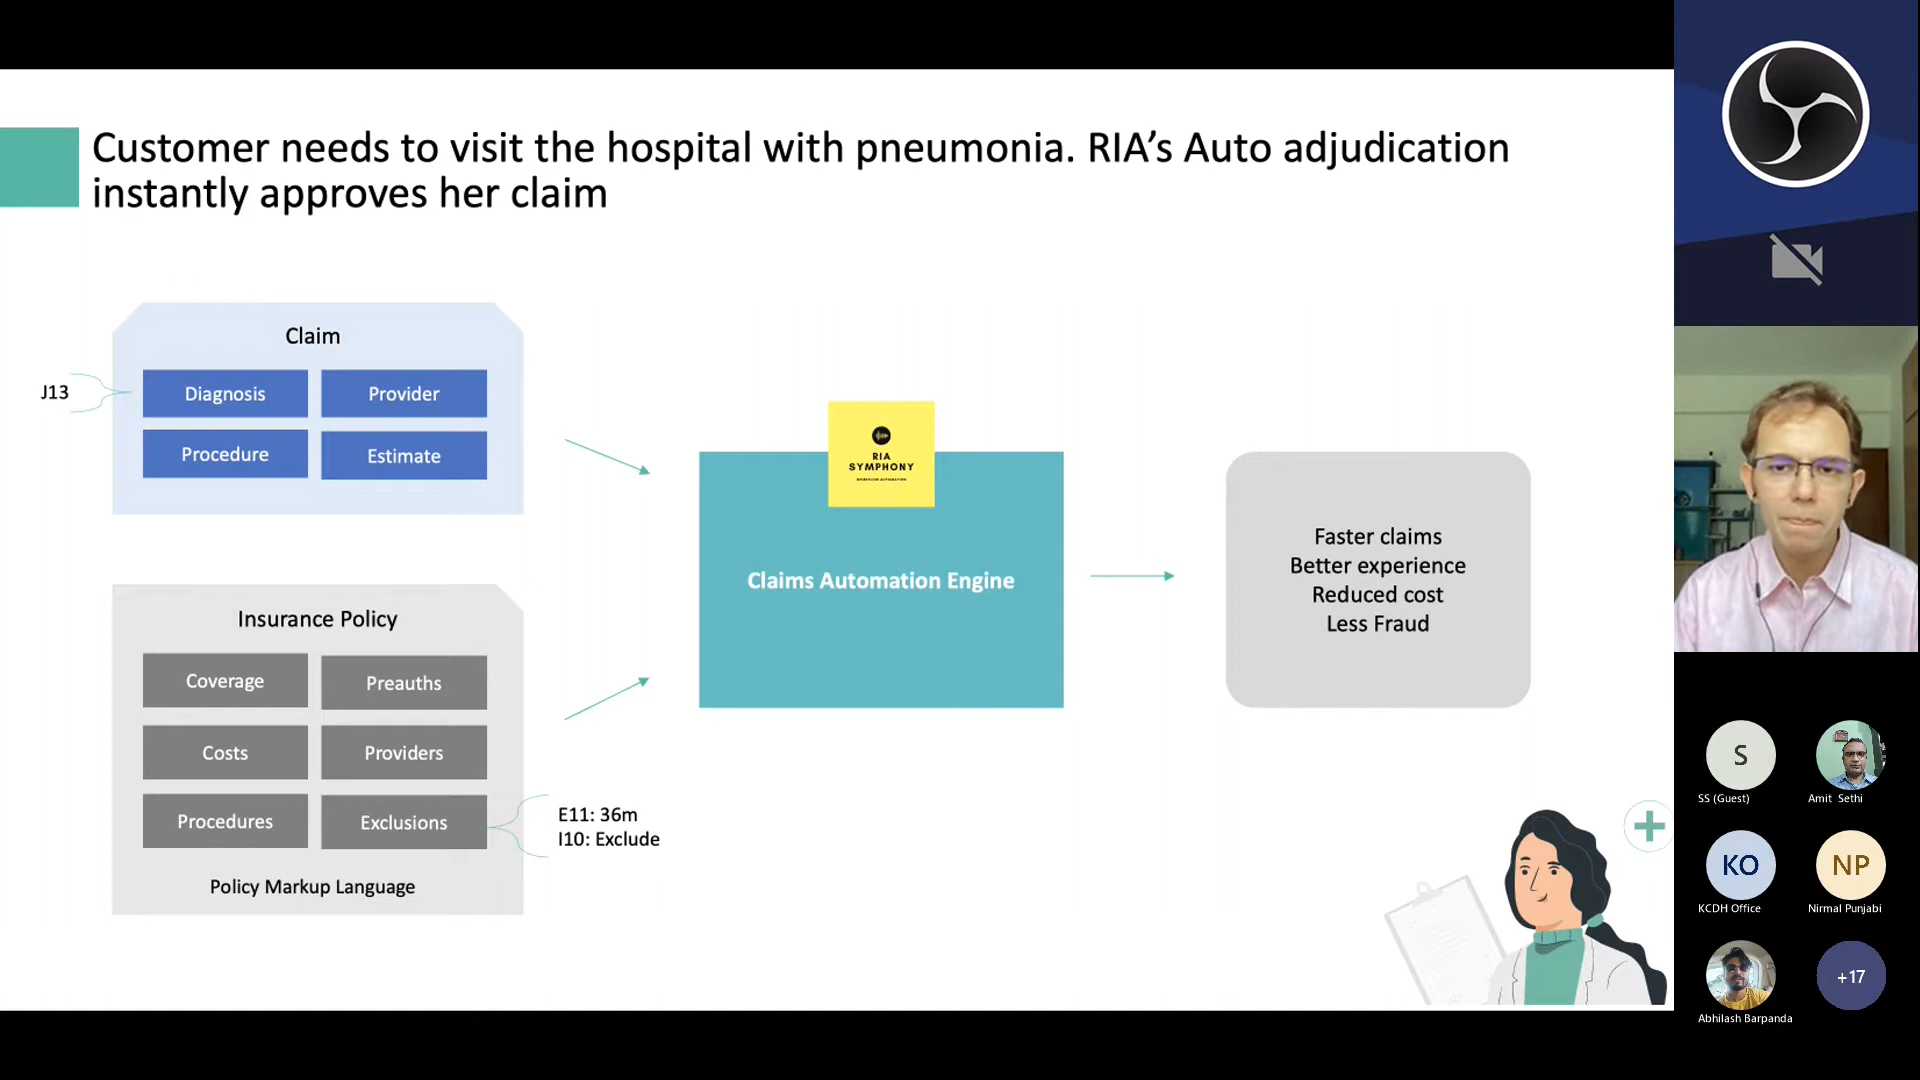 Customer needs to visit the hospital with pneumonia. RIA's Auto adjudication
instantly approves her claim
Claim
J13
Diagnosis
Provider
Procedure
Estimate
Insurance Policy
Coverage
Preauths
Costs
Providers
Procedures
Exclusions
E11: 36m
I10: Exclude
Policy Markup Language
RIA
SYMPHONY
WORKFLOW AUTOMATION
Claims Automation Engine
Faster claims
Better experience
Reduced cost
Less Fraud
S
SS (Guest)
Amit Sethi
KO
KCDH Office
NP
Nirmal Punjabi
Abhilash Barpanda
+17